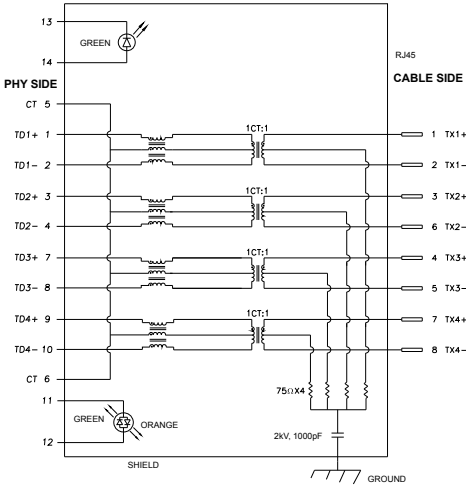 13
GREEN
14
RJ45
PHY SIDE
CABLE SIDE
CT 5
1CT:1
TD1+ 1
1 TX1+
TD1- 2
2 TX1-
1CT:1
TD2+ 3
3 TX2+
TD2- 4
6 TX2-
1CT:1
TD3+ 7
4 TX3+
TD3- 8
5 TX3-
1CT:1
TD4+ 9
7 TX4+
TD4- 10
8 TX4-
CT 6
75ΩX4
11
GREEN
ORANGE
12
2kV, 1000pF
SHIELD
GROUND